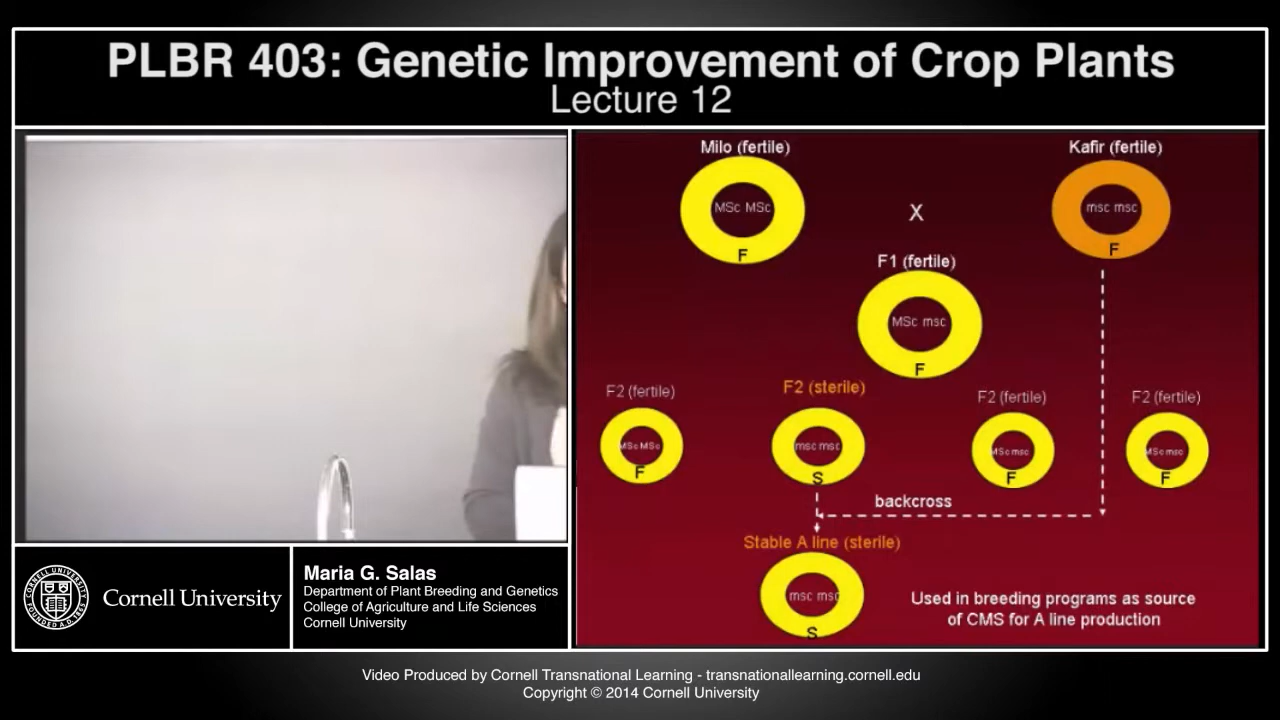 PLBR 403: Genetic Improvement of Crop Plants
Lecture 12
Milo (fertile)
Kafir (fertile)
MSc MSc
X
msc msc
F
F
F1 (fertile)
MSc msc
F
F2 (fertile)
F2 (sterile)
F2 (fertile)
F2 (fertile)
MSc MSc
msc msc
MSc msc
MSc msc
F
S
F
F
backcross
Stable A line (sterile)
msc msc
S
Used in breeding programs as source
of CMS for A line production
CORNELL UNIVERSITY
FOUNDED A.D. 1865
Cornell University
Maria G. Salas
Department of Plant Breeding and Genetics
College of Agriculture and Life Sciences
Cornell University
Video Produced by Cornell Transnational Learning - transnationallearning.cornell.edu
Copyright © 2014 Cornell University